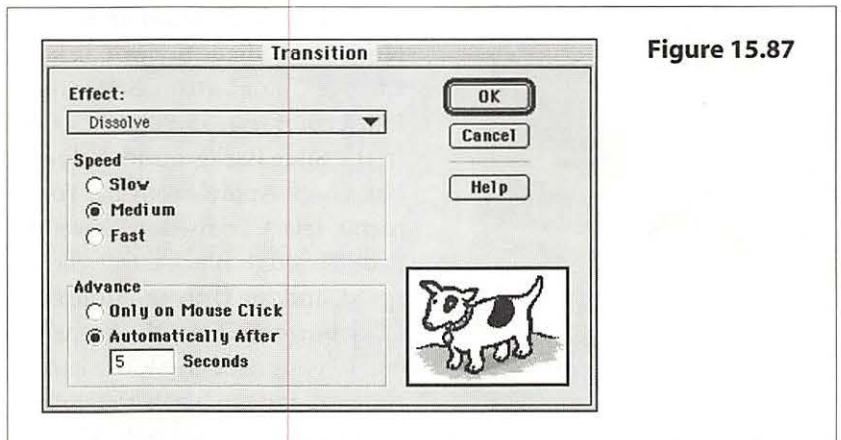 Figure 15.87
Transition
Effect:
Dissolve
OK
Cancel
Help
Speed
Slow
Medium
Fast
Advance
Only on Mouse Click
Automatically After
5 Seconds